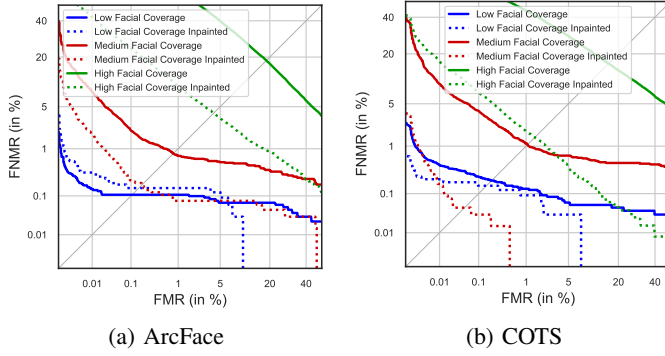 Low Facial Coverage
Low Facial Coverage Inpainted
Medium Facial Coverage
Medium Facial Coverage Inpainted
High Facial Coverage
High Facial Coverage Inpainted
FNMR (in %)
40
20
5
1
0.1
0.01
0.01
0.1
1
5
20
40
FMR (in %)
(a) ArcFace
Low Facial Coverage
Low Facial Coverage Inpainted
Medium Facial Coverage
Medium Facial Coverage Inpainted
High Facial Coverage
High Facial Coverage Inpainted
FNMR (in %)
40
20
5
1
0.1
0.01
0.01
0.1
1
5
20
40
FMR (in %)
(b) COTS